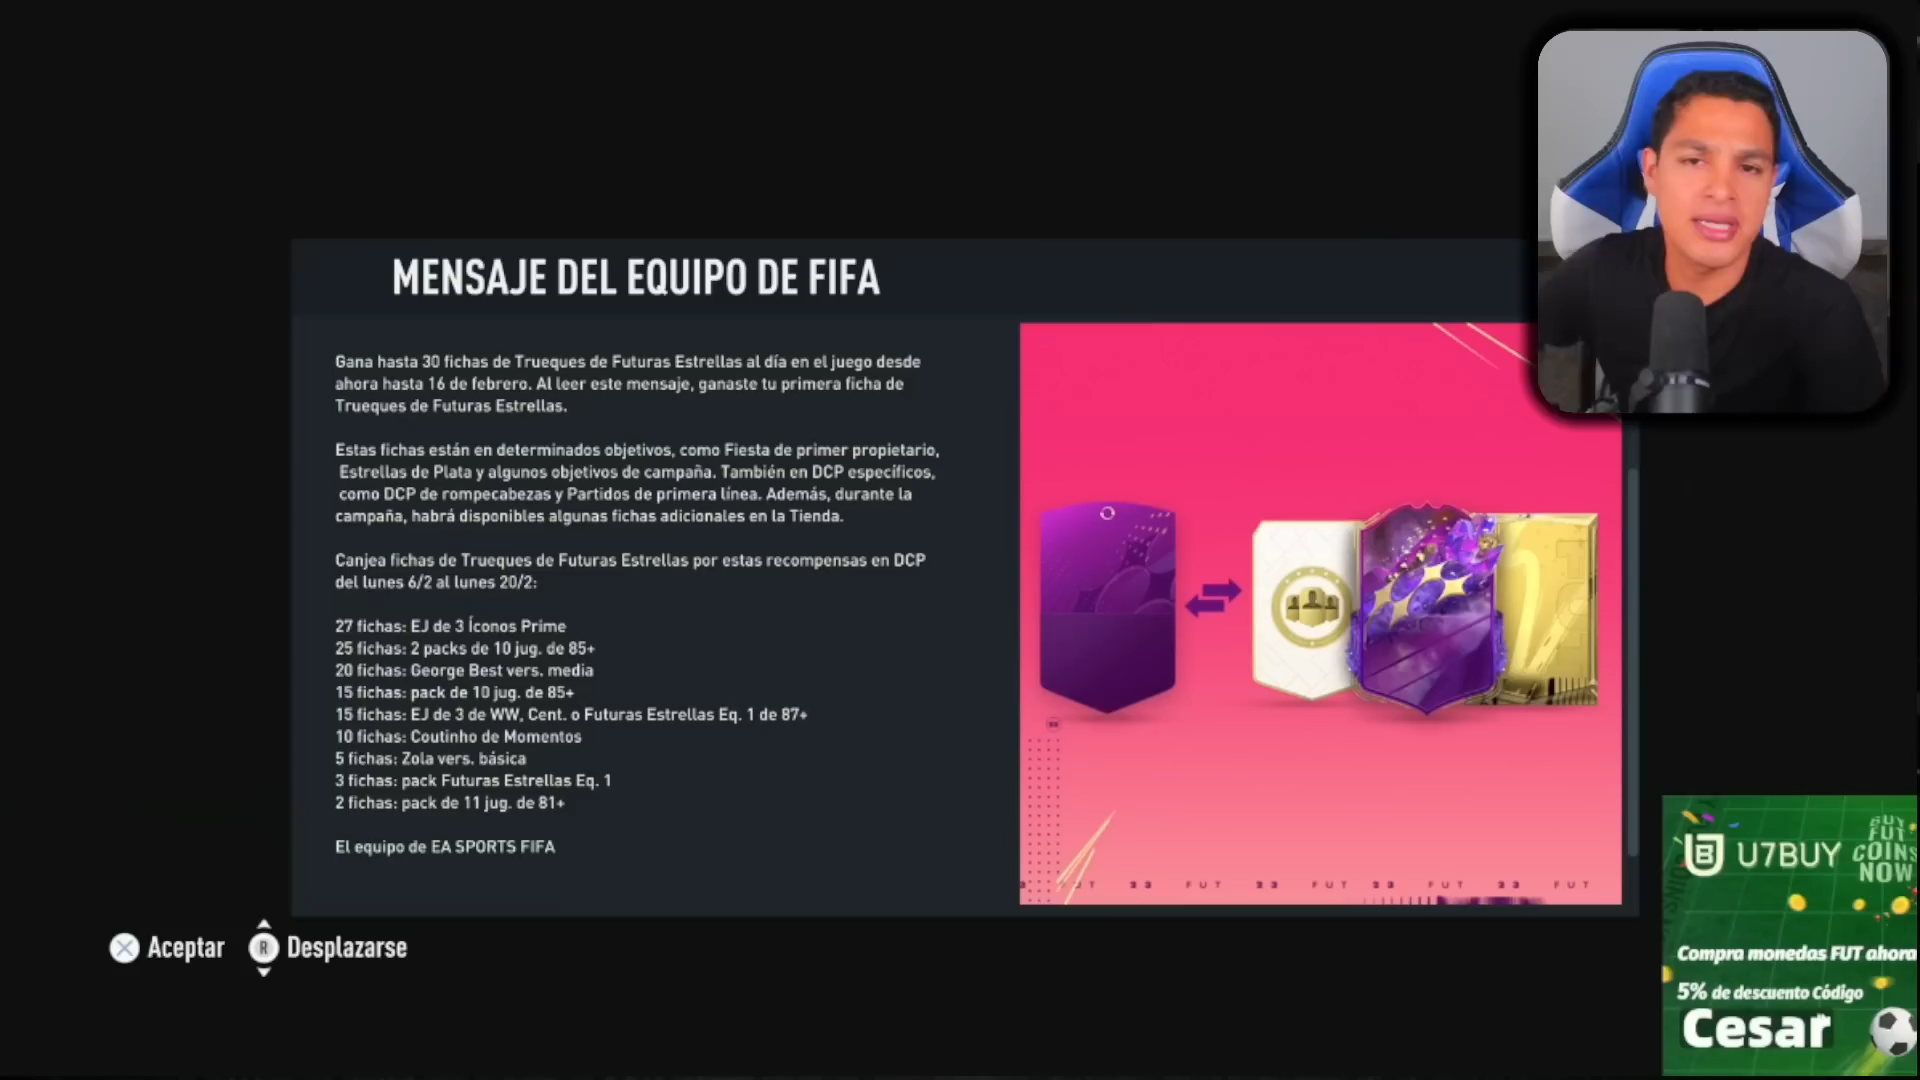 MENSAJE DEL EQUIPO DE FIFA
Gana hasta 30 fichas de Trueques de Futuras Estrellas al día en el juego desde
ahora hasta 16 de febrero. Al leer este mensaje, ganaste tu primera ficha de
Trueques de Futuras Estrellas.
Estas fichas están en determinados objetivos, como Fiesta de primer propietario,
Estrellas de Plata y algunos objetivos de campaña. También en DCP específicos,
como DCP de rompecabezas y Partidos de primera línea. Además, durante la
campaña, habrá disponibles algunas fichas adicionales en la Tienda.
Canjea fichas de Trueques de Futuras Estrellas por estas recompensas en DCP
del lunes 6/2 al lunes 20/2:
27 fichas: EJ de 3 Íconos Prime
25 fichas: 2 packs de 10 jug. de 85+
20 fichas: George Best vers. media
15 fichas: pack de 10 jug. de 85+
15 fichas: EJ de 3 de WW, Cent. o Futuras Estrellas Eq. 1 de 87+
10 fichas: Coutinho de Momentos
5 fichas: Zola vers. básica
3 fichas: pack Futuras Estrellas Eq. 1
2 fichas: pack de 11 jug. de 81+
El equipo de EA SPORTS FIFA
FUT 23 FUT 23 FUT 23 FUT 23 FUT
Aceptar
R
Desplazarse
U7BUY
BUY
FUT
COINS
NOW
Compra monedas FUT ahora
5% de descuento Código
Cesar